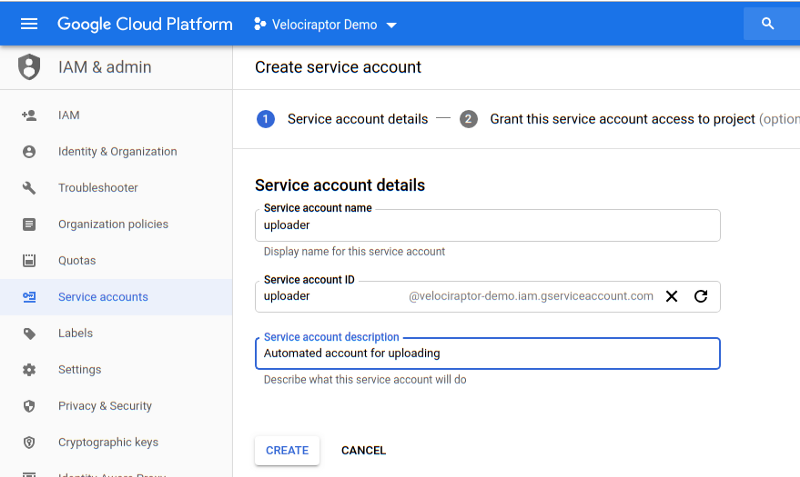 Google Cloud Platform
Velociraptor Demo
IAM & admin
Create service account
1 Service account details — 2 Grant this service account access to project (option
IAM
Identity & Organization
Troubleshooter
Organization policies
Quotas
Service accounts
Labels
Settings
Privacy & Security
Cryptographic keys
Identity-Aware Proxy
Service account details
Service account name
uploader
Display name for this service account
Service account ID
uploader @velociraptor-demo.iam.gserviceaccount.com
Service account description
Automated account for uploading
Describe what this service account will do
CREATE CANCEL